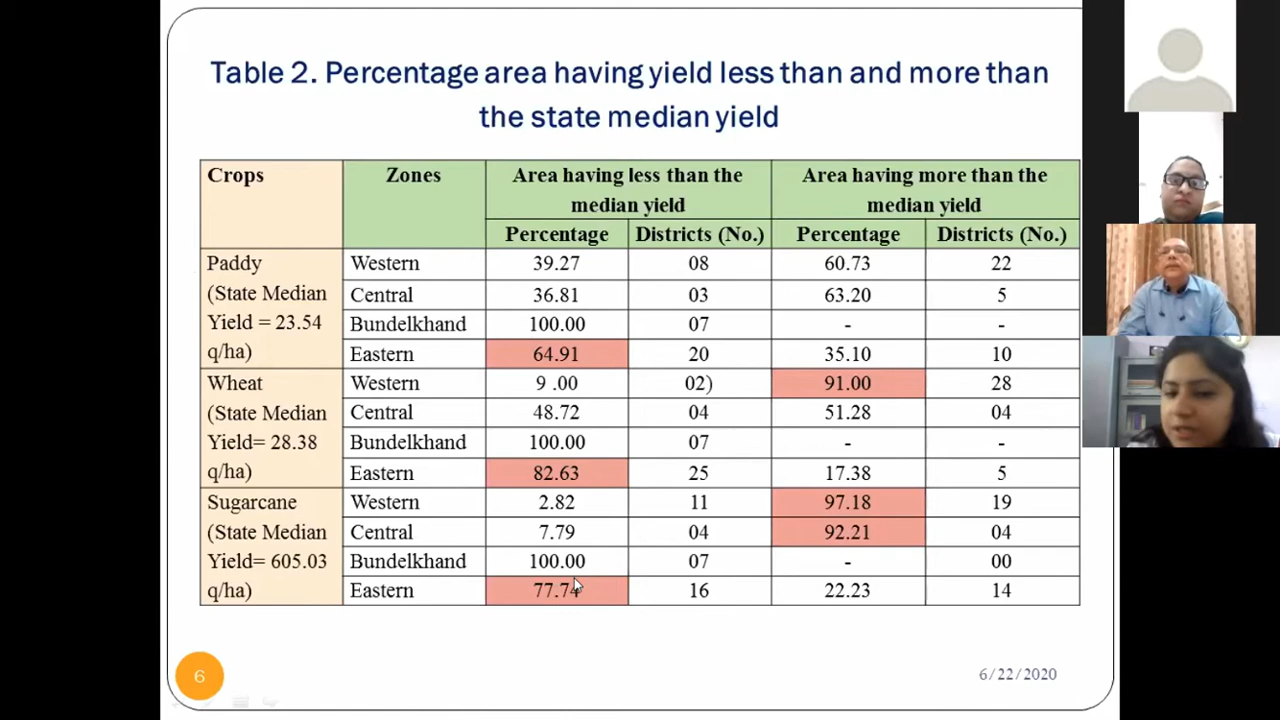 Table 2. Percentage area having yield less than and more than
the state median yield
Crops Zones Area having less than the median yield Area having more than the median yield
Percentage Districts (No.) Percentage Districts (No.)
Paddy (State Median Yield = 23.54 q/ha)
Western 39.27 08 60.73 22
Central 36.81 03 63.20 5
Bundelkhand 100.00 07 - -
Eastern 64.91 20 35.10 10
Wheat (State Median Yield= 28.38 q/ha)
Western 9 .00 02) 91.00 28
Central 48.72 04 51.28 04
Bundelkhand 100.00 07 - -
Eastern 82.63 25 17.38 5
Sugarcane (State Median Yield= 605.03 q/ha)
Western 2.82 11 97.18 19
Central 7.79 04 92.21 04
Bundelkhand 100.00 07 - 00
Eastern 77.74 16 22.23 14
6
6/22/2020